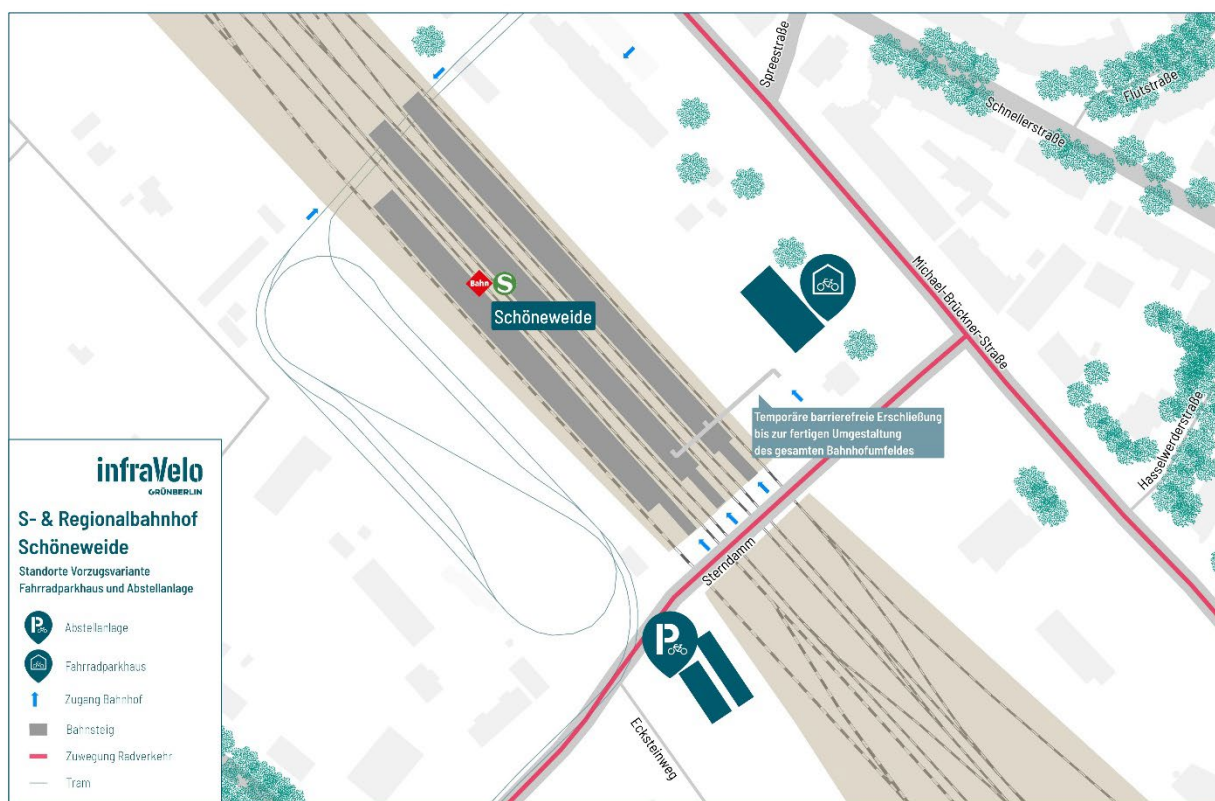 Spreestraße
Flutstraße
Schnellerstraße
Michael-Brückner-Straße
Hasselwerderstraße
Bahn
S
Schöneweide
Temporäre barrierefreie Erschließung
bis zur fertigen Umgestaltung
des gesamten Bahnhofumfeldes
Sterndamm
P
Ecksteinweg
infraVelo
GRÜNBERLIN
S- & Regionalbahnhof
Schöneweide
Standorte Vorzugsvariante
Fahrradparkhaus und Abstellanlage
P
Abstellanlage
Fahrradparkhaus
Zugang Bahnhof
Bahnsteig
Zuwegung Radverkehr
Tram